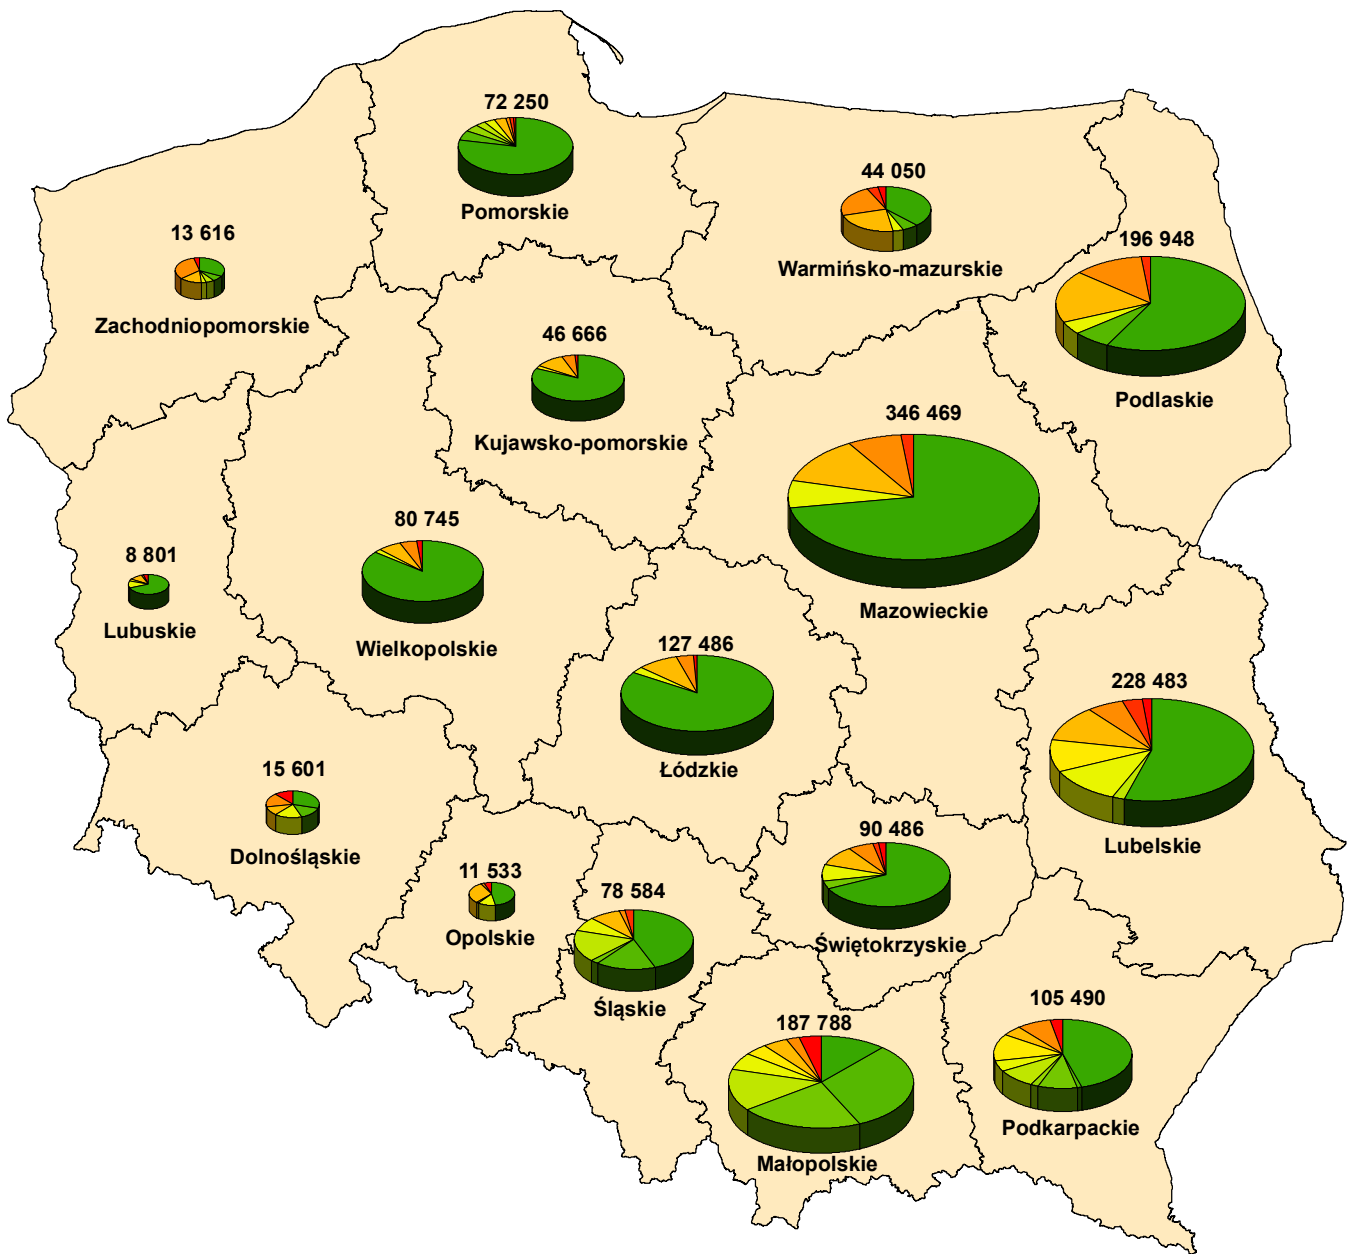 72 250
Pomorskie
44 050
Warmińsko-mazurskie
13 616
Zachodniopomorskie
196 948
Podlaskie
46 666
Kujawsko-pomorskie
346 469
Mazowieckie
80 745
Wielkopolskie
8 801
Lubuskie
127 486
Łódzkie
228 483
Lubelskie
15 601
Dolnośląskie
90 486
Świętokrzyskie
11 533
Opolskie
78 584
Śląskie
187 788
Małopolskie
105 490
Podkarpackie